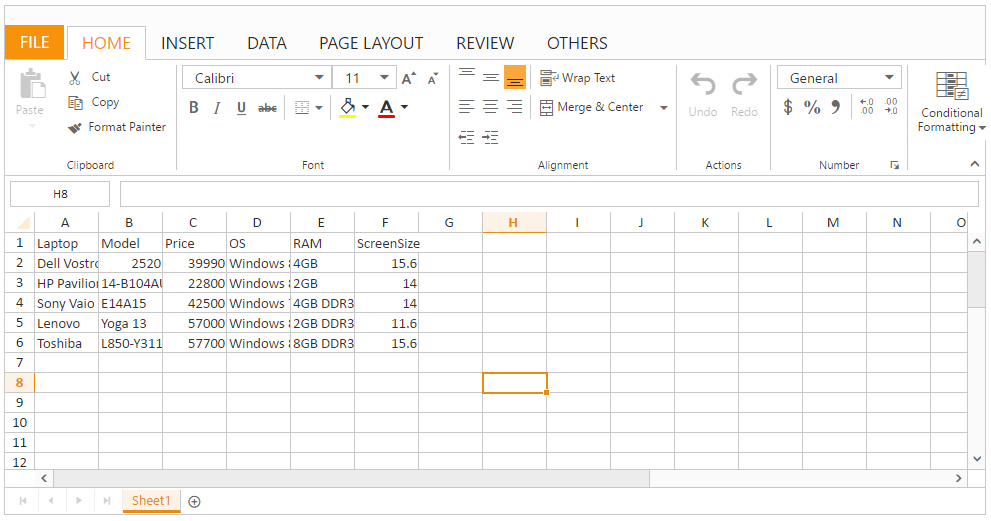 FILE HOME INSERT DATA PAGE LAYOUT REVIEW OTHERS
Paste
Cut
Copy
Format Painter
Clipboard
Calibri 11 A A
B I U abc A
Font
Wrap Text
Merge & Center
Alignment
Undo Redo
Actions
General
$ % , .0 .00 .00 .0
Number
Conditional
Formatting
H8
A B C D E F G H I J K L M N O
1 Laptop Model Price OS RAM ScreenSize
2 Dell Vostro 2520 39990 Windows 4GB 15.6
3 HP Pavilion 14-B104AU 22800 Windows 2GB 14
4 Sony Vaio E14A15 42500 Windows 4GB DDR3 14
5 Lenovo Yoga 13 57000 Windows 2GB DDR3 11.6
6 Toshiba L850-Y311 57700 Windows 8GB DDR3 15.6
7
8
9
10
11
12
Sheet1